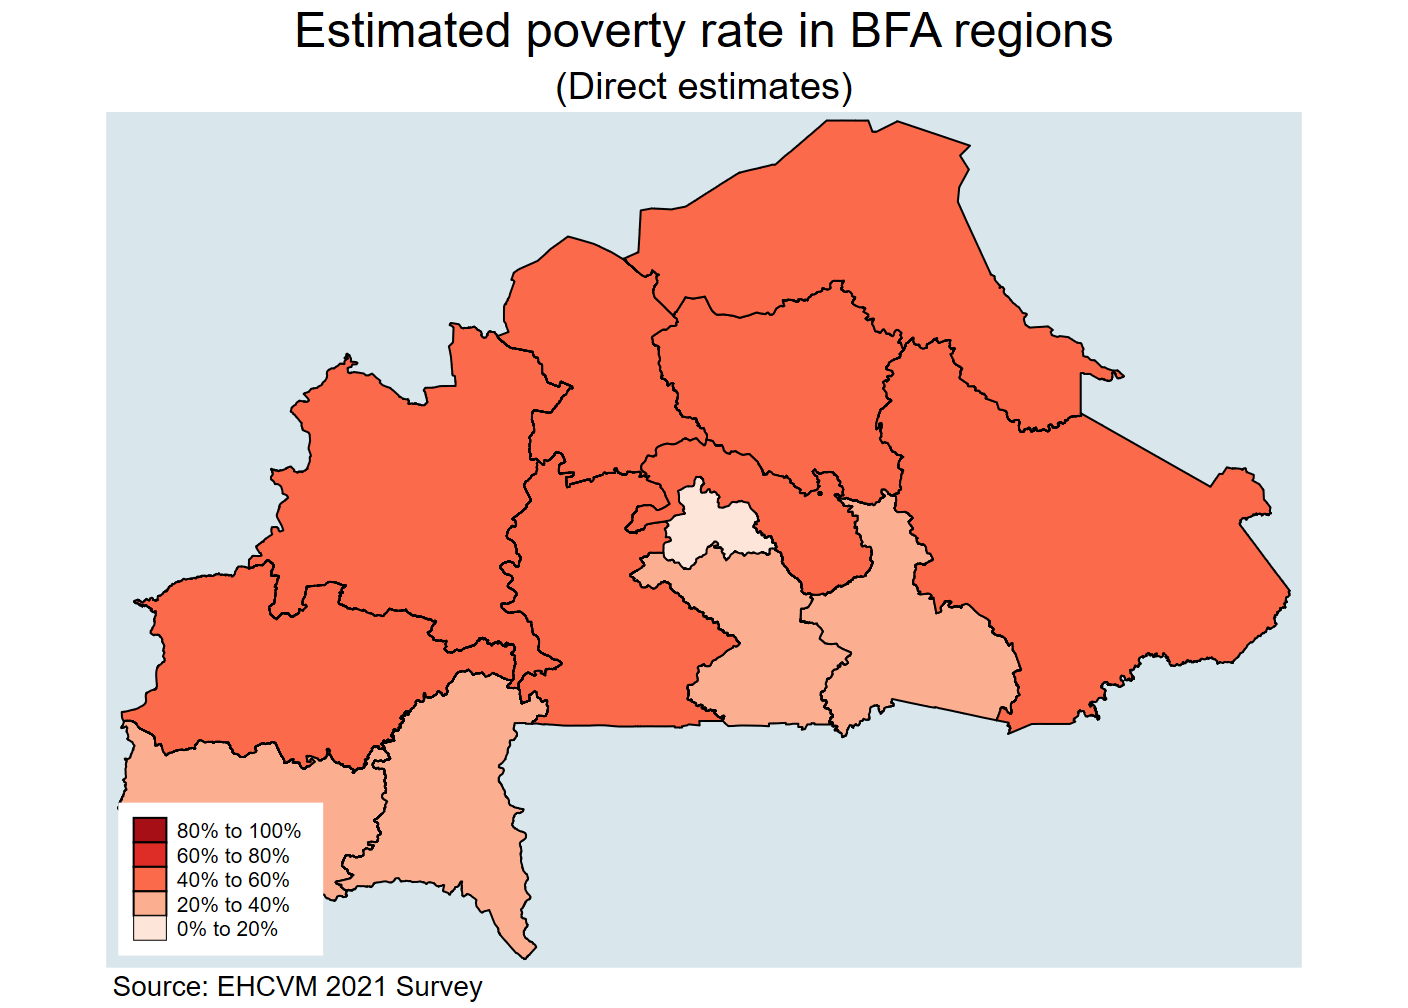 Estimated poverty rate in BFA regions
(Direct estimates)
80% to 100%
60% to 80%
40% to 60%
20% to 40%
0% to 20%
Source: EHCVM 2021 Survey